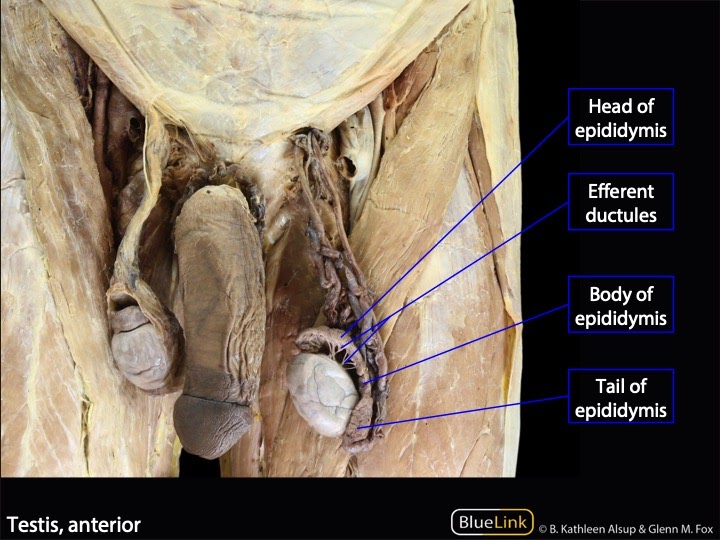 Head of
epididymis
Efferent
ductules
Body of
epididymis
Tail of
epididymis
Testis, anterior
BlueLink
© B. Kathleen Alsup & Glenn M. Fox